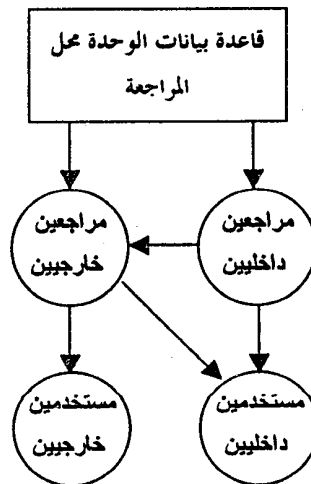 قاعدة بيانات الوحدة محل
المراجعة
مراجعين
داخليين
مراجعين
خارجيين
مستخدمين
داخليين
مستخدمين
خارجيين